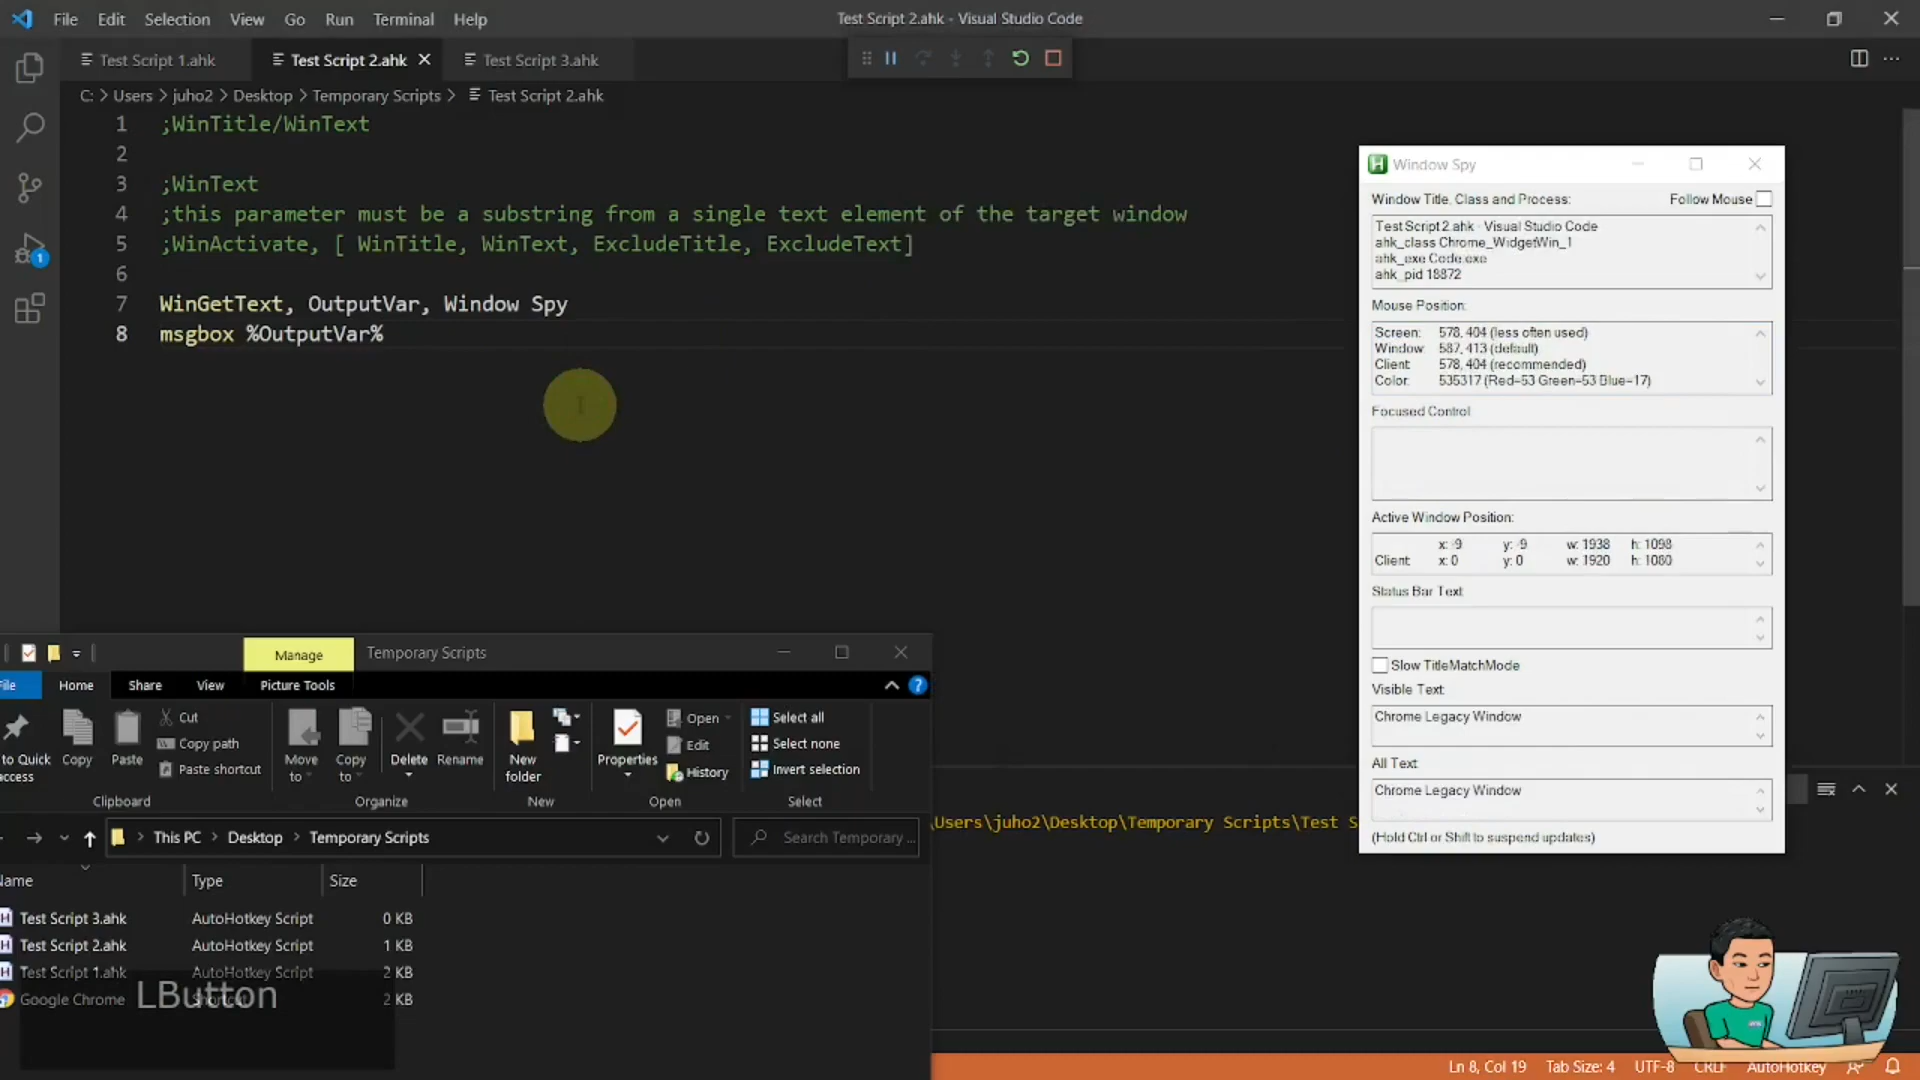 File Edit Selection View Go Run Terminal Help
Test Script 2.ahk - Visual Studio Code
Test Script 1.ahk
Test Script 2.ahk
Test Script 3.ahk
C: > Users > juho2 > Desktop > Temporary Scripts > Test Script 2.ahk
1 ;WinTitle/WinText
2
3 ;WinText
4 ;this parameter must be a substring from a single text element of the target window
5 ;WinActivate, [ WinTitle, WinText, ExcludeTitle, ExcludeText]
6
7 WinGetText, OutputVar, Window Spy
8 msgbox %OutputVar%
1
Window Spy
Window Title, Class and Process:
Follow Mouse
Test Script 2.ahk - Visual Studio Code
ahk_class Chrome_WidgetWin_1
ahk_exe Code.exe
ahk_pid 18872
Mouse Position:
Screen: 578, 404 (less often used)
Window: 587, 413 (default)
Client: 578, 404 (recommended)
Color: 535317 (Red=53 Green=53 Blue=17)
Focused Control:
Active Window Position:
x: -9 y: -9 w: 1938 h: 1098
Client: x: 0 y: 0 w: 1920 h: 1080
Status Bar Text:
Slow TitleMatchMode
Visible Text:
Chrome Legacy Window
All Text:
Chrome Legacy Window
(Hold Ctrl or Shift to suspend updates)
Manage
Temporary Scripts
File Home Share View Picture Tools
to Quick access
Copy
Paste
Cut
Copy path
Paste shortcut
Clipboard
Move to
Copy to
Delete
Rename
Organize
New folder
New
Properties
Open
Edit
History
Open
Select all
Select none
Invert selection
Select
This PC > Desktop > Temporary Scripts
Search Temporary ...
Name Type Size
Test Script 3.ahk AutoHotkey Script 0 KB
Test Script 2.ahk AutoHotkey Script 1 KB
Test Script 1.ahk AutoHotkey Script 2 KB
Google Chrome Shortcut 2 KB
LButton
\Users\juho2\Desktop\Temporary Scripts\Test S
Ln 8, Col 19 Tab Size: 4 UTF-8 CRLF AutoHotkey